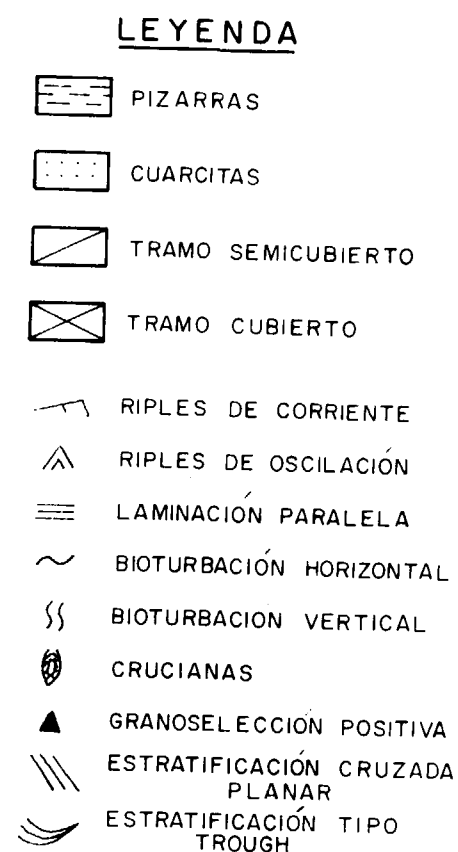 LEYENDA
PIZARRAS
CUARCITAS
TRAMO SEMICUBIERTO
TRAMO CUBIERTO
RIPLES DE CORRIENTE
RIPLES DE OSCILACIÓN
LAMINACIÓN PARALELA
BIOTURBACIÓN HORIZONTAL
BIOTURBACION VERTICAL
CRUCIANAS
GRANOSELECCIÓN POSITIVA
ESTRATIFICACIÓN CRUZADA
PLANAR
ESTRATIFICACIÓN TIPO
TROUGH